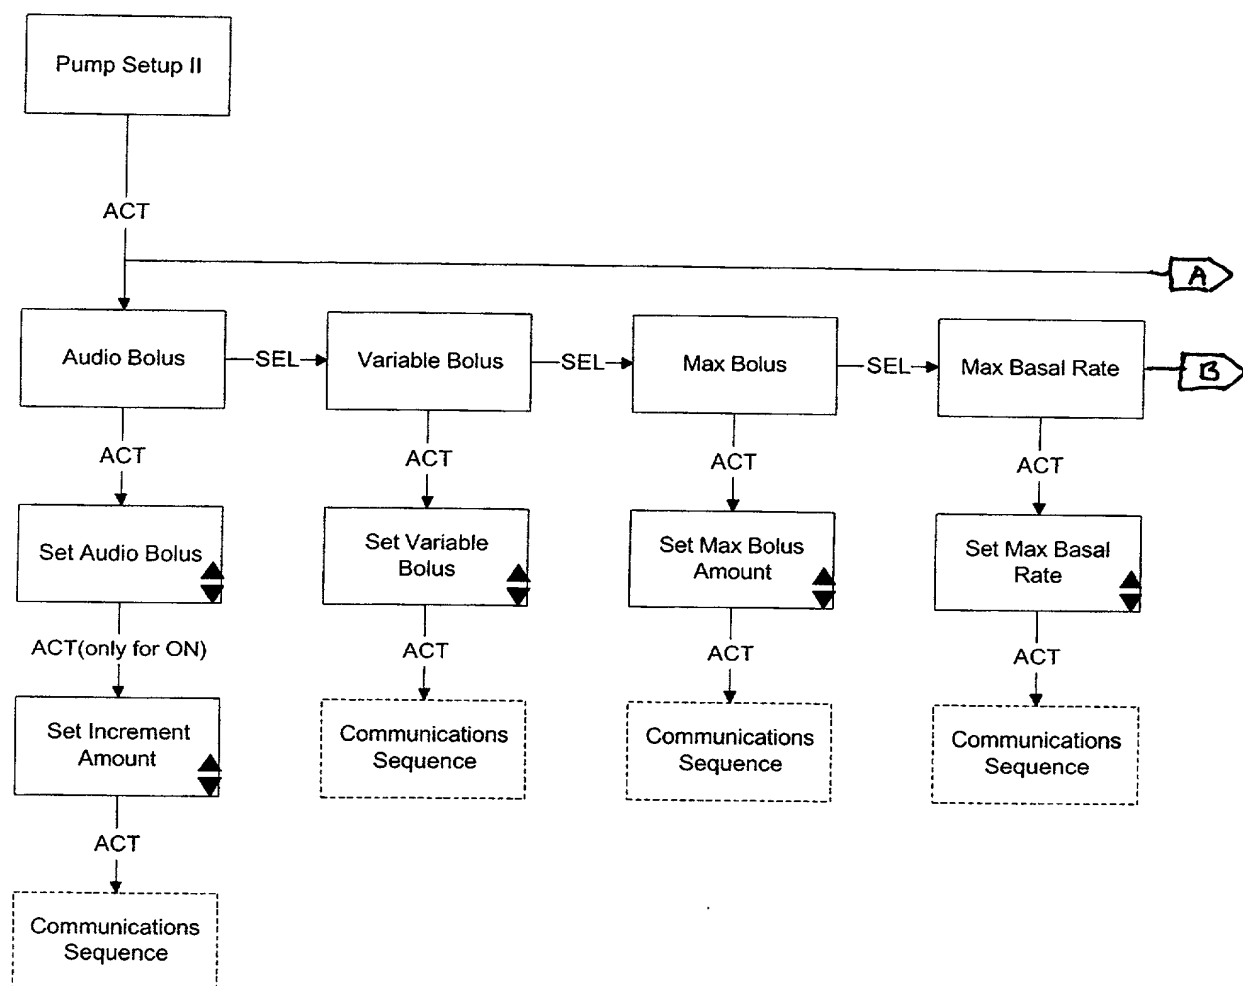 Pump Setup II
ACT
A
Audio Bolus
SEL
Variable Bolus
SEL
Max Bolus
SEL
Max Basal Rate
B
ACT
ACT
ACT
ACT
Set Audio Bolus
Set Variable
Bolus
Set Max Bolus
Amount
Set Max Basal
Rate
ACT(only for ON)
ACT
ACT
ACT
Set Increment
Amount
Communications
Sequence
Communications
Sequence
Communications
Sequence
ACT
Communications
Sequence